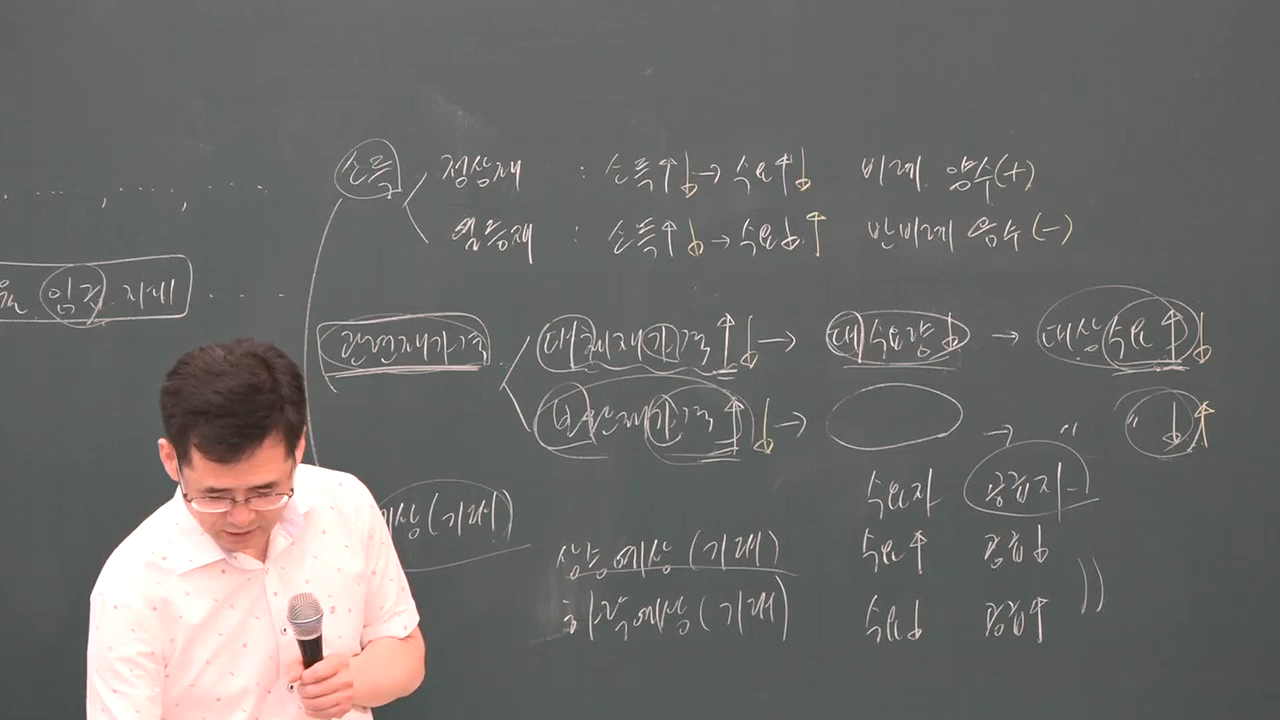 소득 정상재 : 소득↑↓→수요↑↓ 비례 양수(+)
열등재 : 소득↑↓→수요↓↑ 반비례 음수(-)
임금 자체
관련재가격 대체재가격↑↓→ 대수요량↓ → 대상수요↑↓
보완재가격↑↓→ → " ↓↑
수요자 공급자
예상(기대)
상승예상(기대) 수요↑ 공급↓
하락예상(기대) 수요↓ 공급↑